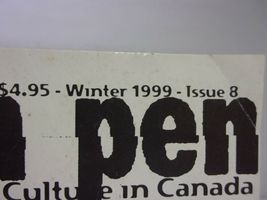 $4.95 - Winter 1999 - Issue 8
n pen
Culture in Canada